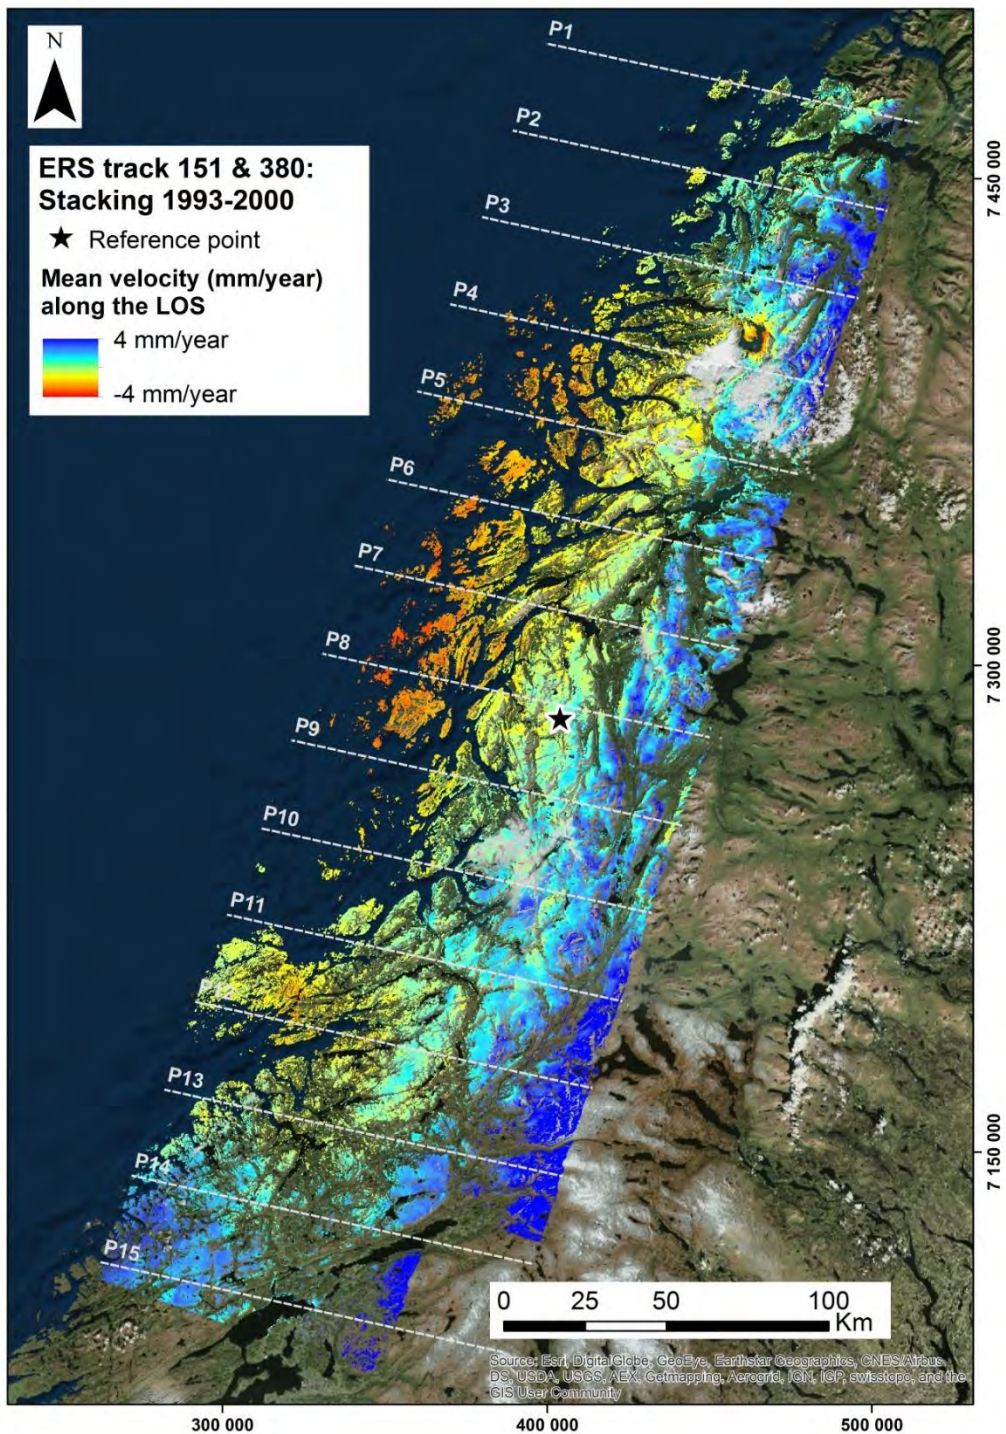 N
ERS track 151 & 380:
Stacking 1993-2000
Reference point
Mean velocity (mm/year)
along the LOS
4 mm/year
-4 mm/year
P1
P2
P3
P4
P5
P6
P7
P8
P9
P10
P11
P12
P13
P14
P15
7 450 000
7 300 000
7 150 000
0 25 50 100
Km
Source: Esri, DigitalGlobe, GeoEye, Earthstar Geographics, CNES/Airbus
DS, USDA, USGS, AEX, Getmapping, Aerogrid, IGN, IGP, swisstopo, and the
GIS User Community
300 000 400 000 500 000